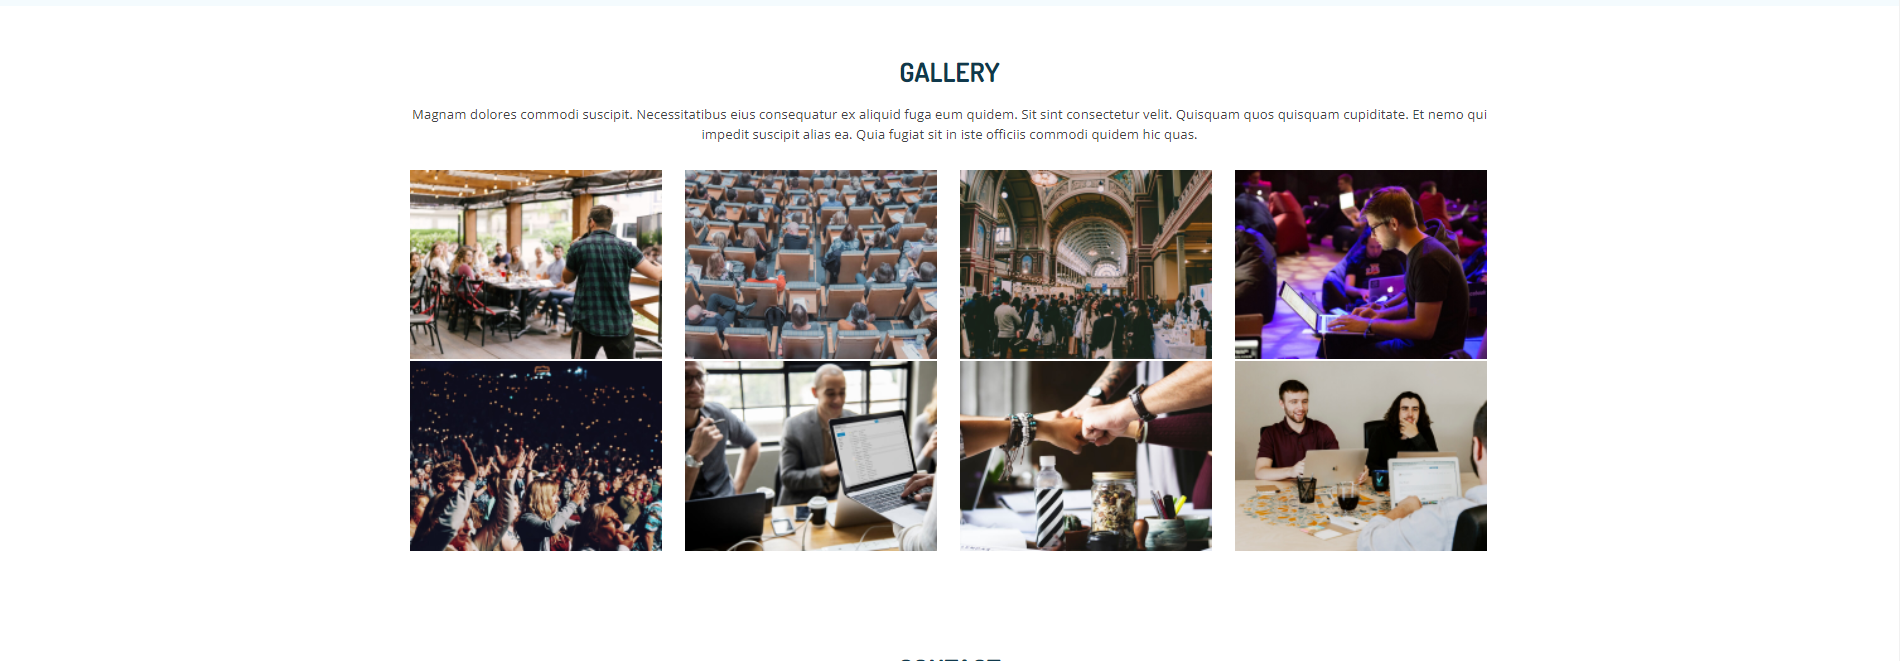 GALLERY
Magnam dolores commodi suscipit. Necessitatibus eius consequatur ex aliquid fuga eum quidem. Sit sint consectetur velit. Quisquam quos quisquam cupiditate. Et nemo qui
impedit suscipit alias ea. Quia fugiat sit in iste officiis commodi quidem hic quas.